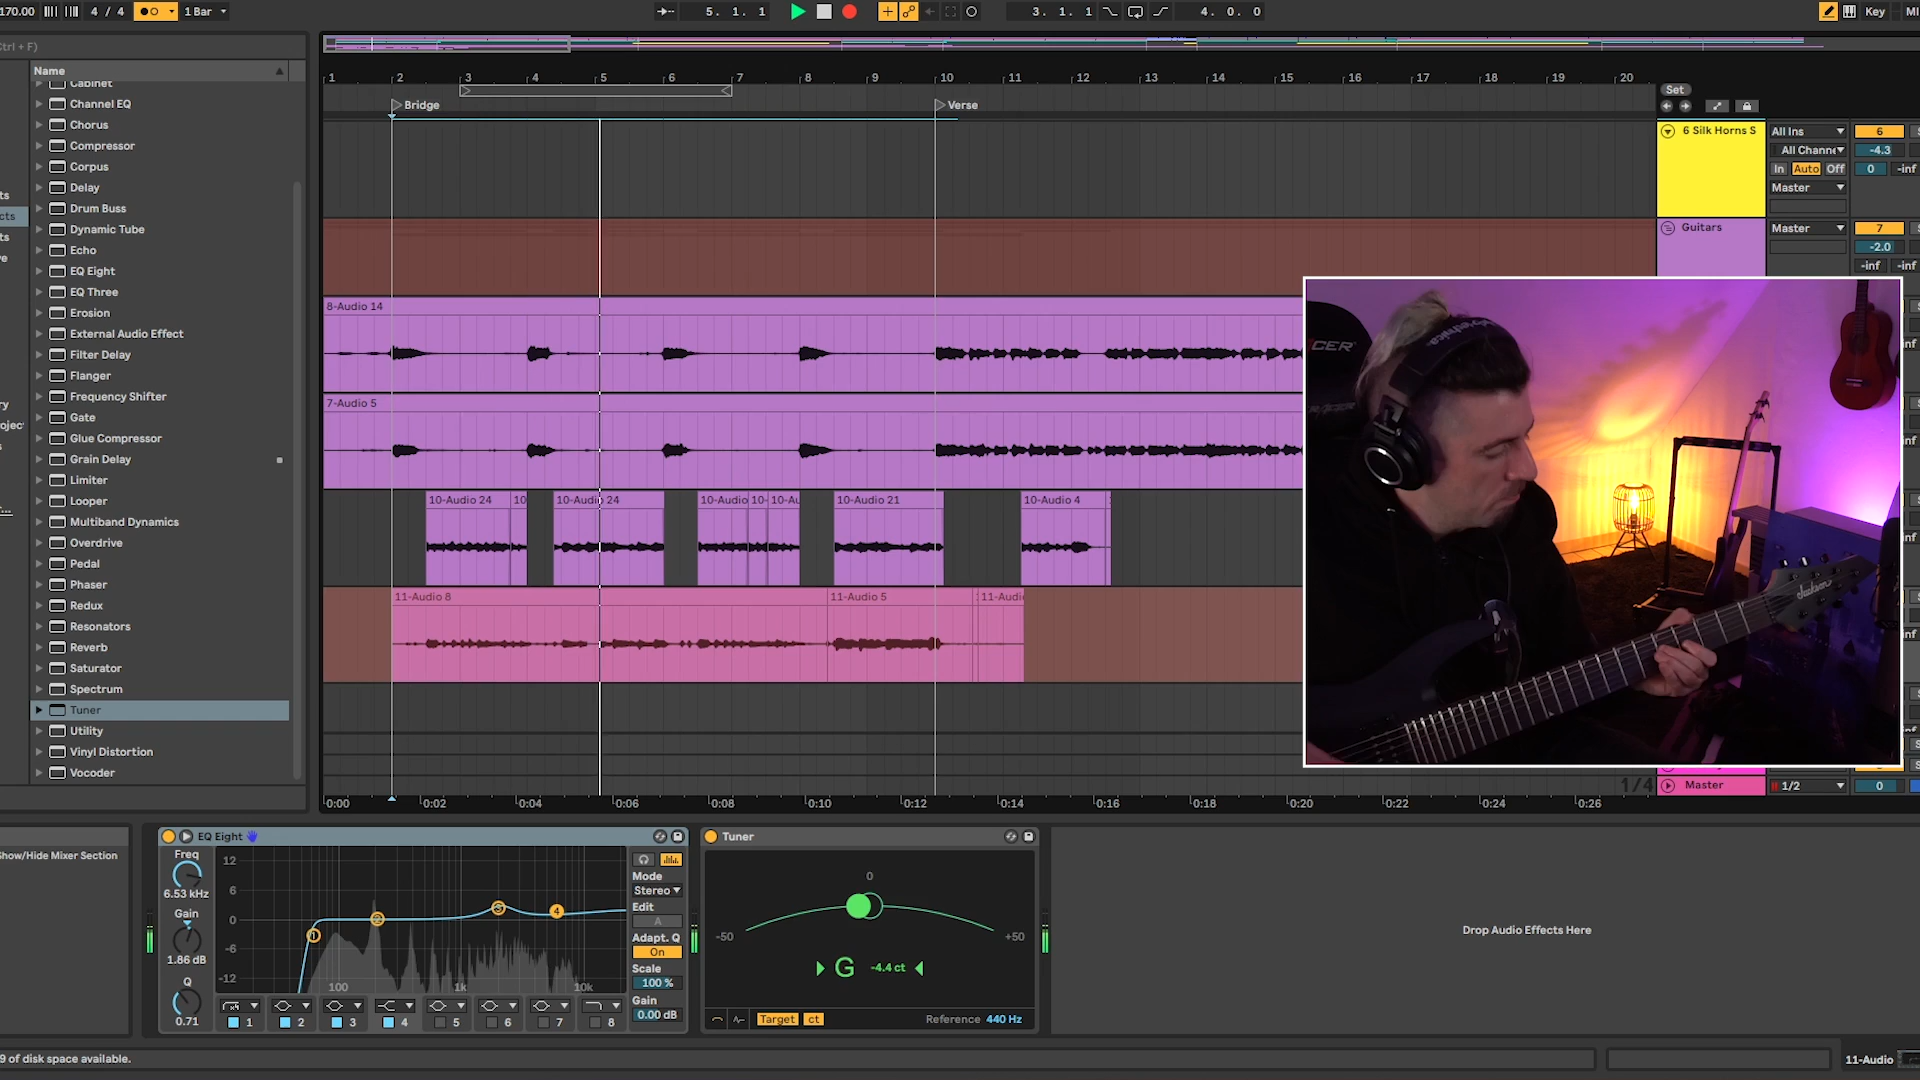 170.00 4 / 4 1 Bar 5. 1. 1 3. 1. 1 4. 0. 0 Key MI
Ctrl + F)
Name
Cabinet
Channel EQ
Chorus
Compressor
Corpus
Delay
Drum Buss
Dynamic Tube
Echo
EQ Eight
EQ Three
Erosion
External Audio Effect
Filter Delay
Flanger
Frequency Shifter
Gate
Glue Compressor
Grain Delay
Limiter
Looper
Multiband Dynamics
Overdrive
Pedal
Phaser
Redux
Resonators
Reverb
Saturator
Spectrum
Tuner
Utility
Vinyl Distortion
Vocoder
1 2 3 4 5 6 7 8 9 10 11 12 13 14 15 16 17 18 19 20
Set
Bridge Verse
6 Silk Horns S All Ins 6 S
All Channe -4.3
In Auto Off 0 -inf
Master
Guitars Master 7 S
-2.0
-inf -inf
8-Audio 14
7-Audio 5
10-Audio 24 10 10-Audio 24 10-Audio 10- 10-Au 10-Audio 21 10-Audio 4
11-Audio 8 11-Audio 5 11-Audi
CER
Jackson
1/4 Master 1/2 0
0:00 0:02 0:04 0:06 0:08 0:10 0:12 0:14 0:16 0:18 0:20 0:22 0:24 0:26
Show/Hide Mixer Section
EQ Eight
Freq
6.53 kHz
Gain
1.86 dB
Q
0.71
12
6
0
-6
-12
1 2 3 4
100 1k 10k
1 2 3 4 5 6 7 8
Mode
Stereo
Edit
A
Adapt. Q
On
Scale
100 %
Gain
0.00 dB
Tuner
0
-50 +50
G -4.4 ct
Target ct Reference 440 Hz
Drop Audio Effects Here
9 of disk space available.
11-Audio